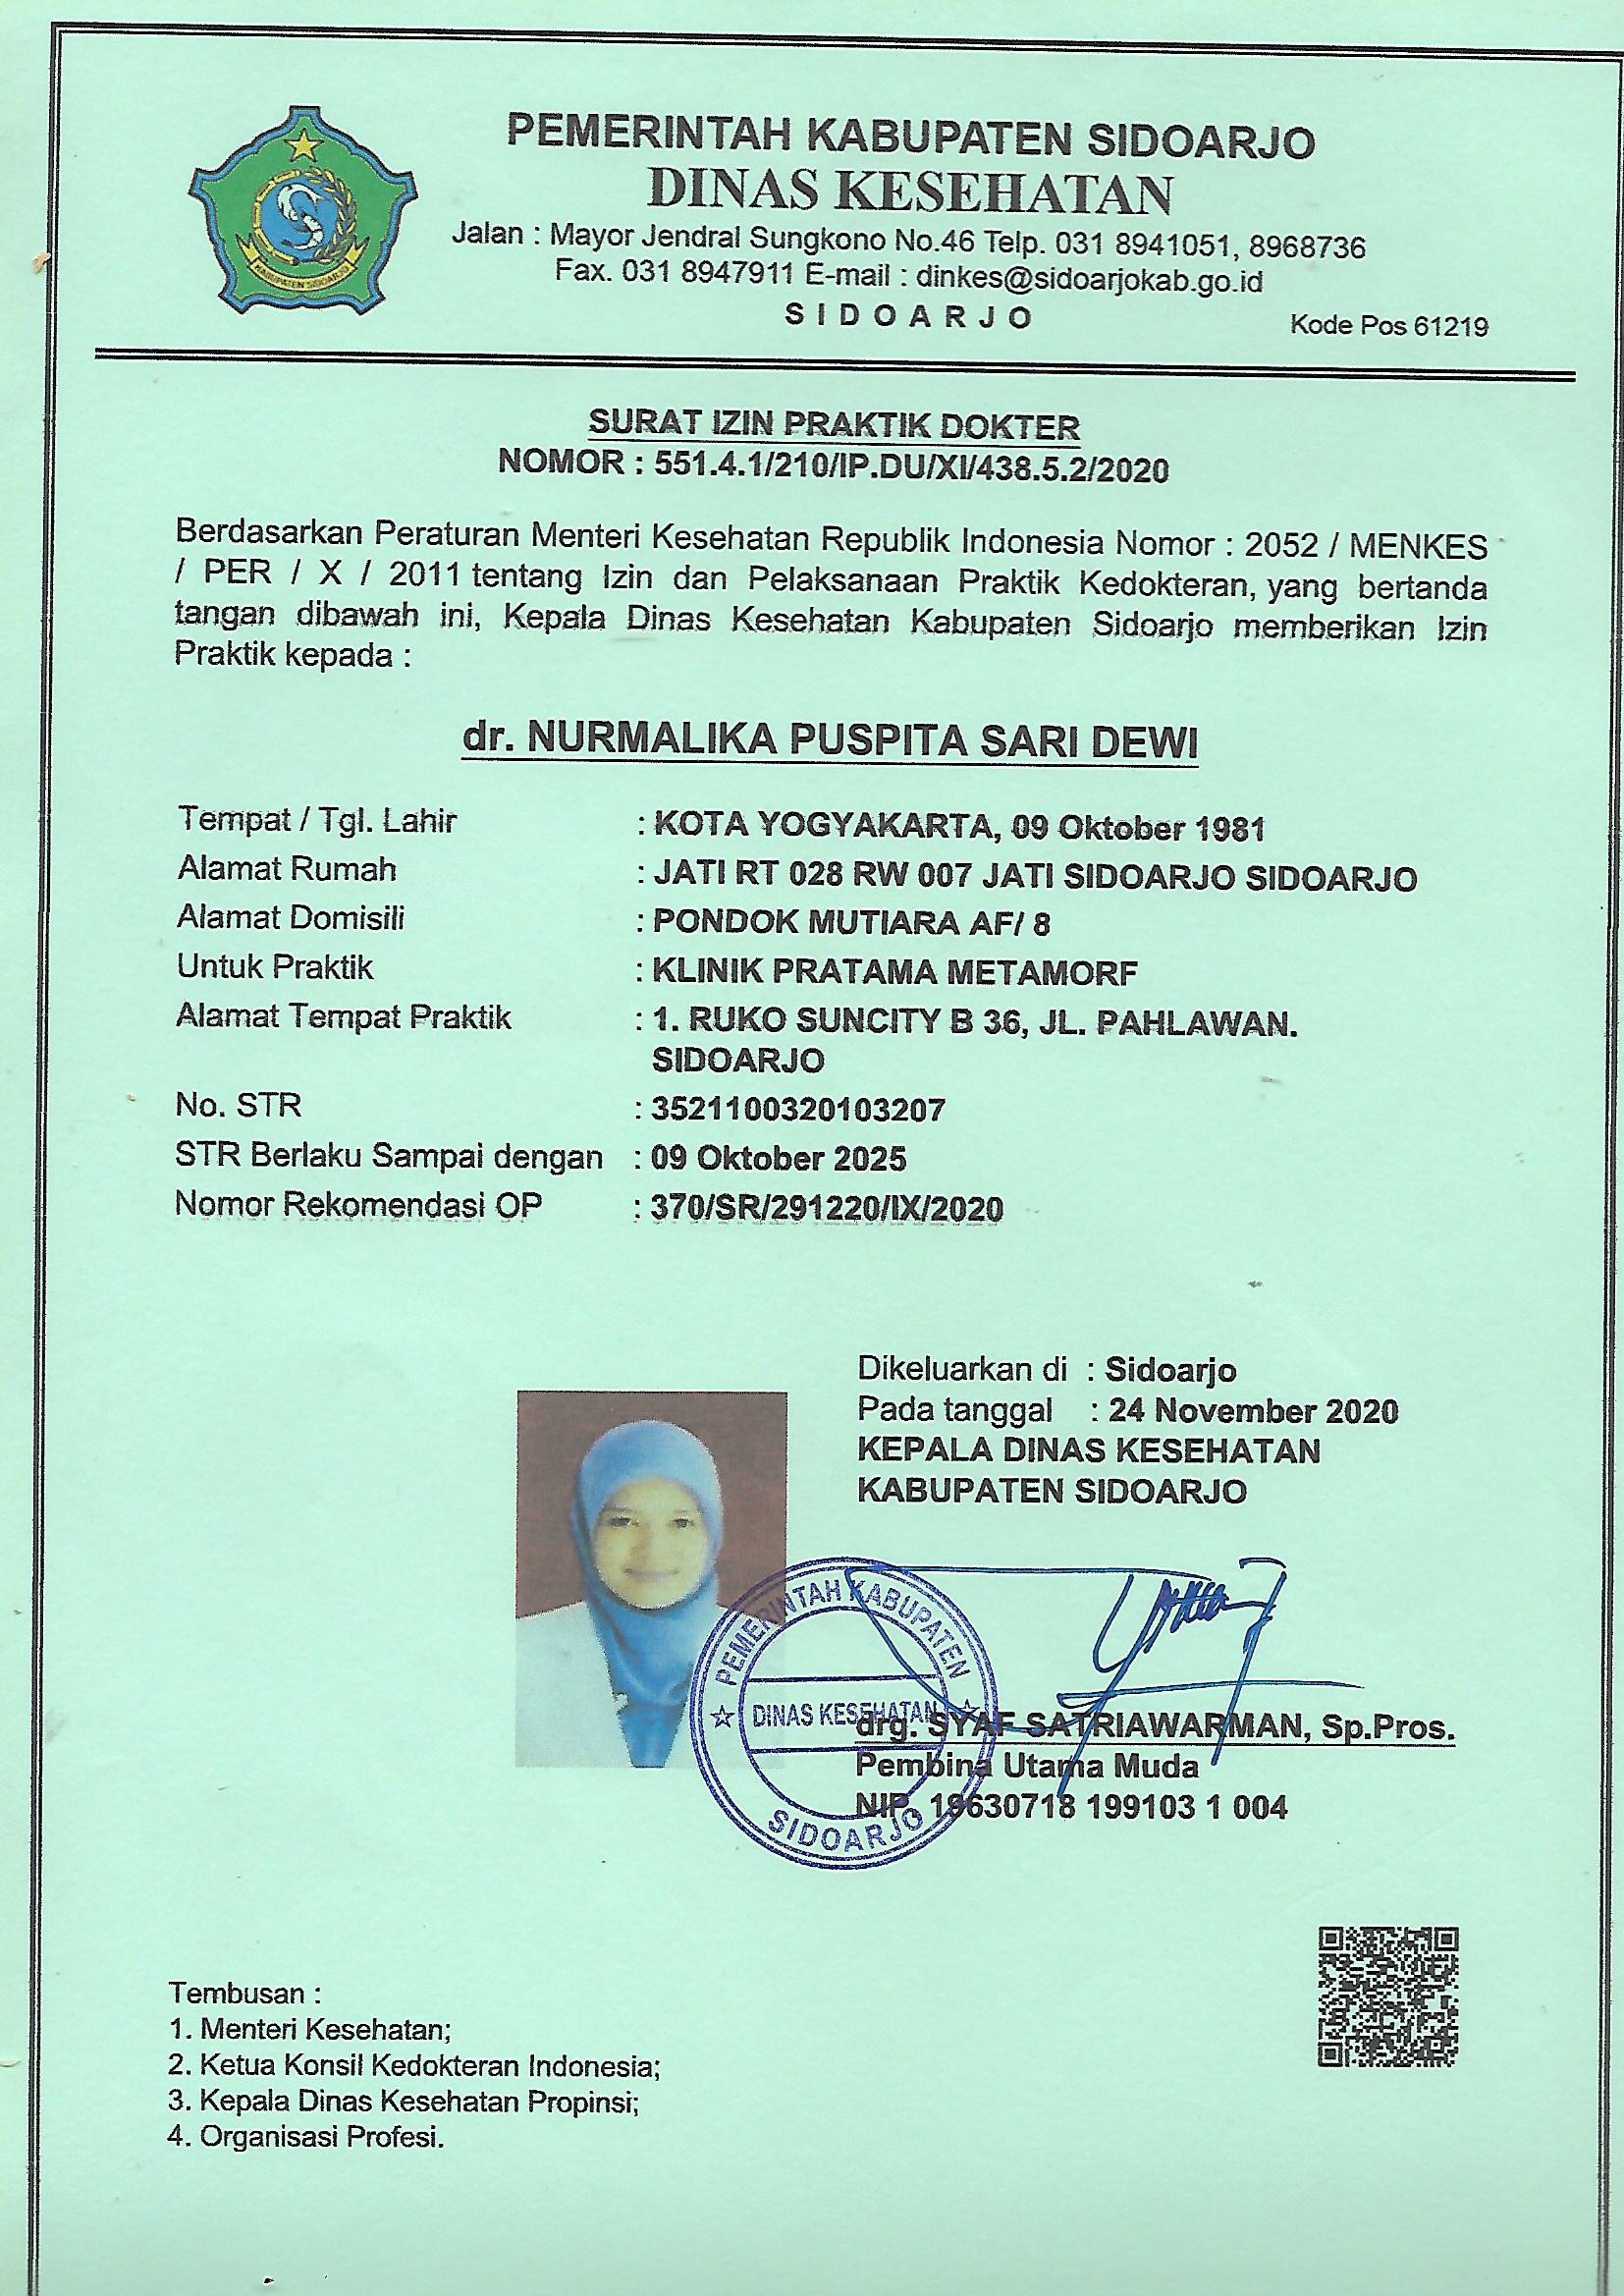 PEMERINTAH KABUPATEN SIDOARJO
DINAS KESEHATAN
Jalan : Mayor Jendral Sungkono No.46 Telp. 031 8941051, 8968736
Fax. 031 8947911 E-mail : dinkes@sidoarjokab.go.id
S I D O A R J O
Kode Pos 61219
KABUPATEN SIDOARJO
SURAT IZIN PRAKTIK DOKTER
NOMOR : 551.4.1/210/IP.DU/XI/438.5.2/2020
Berdasarkan Peraturan Menteri Kesehatan Republik Indonesia Nomor : 2052 / MENKES
/ PER / X / 2011 tentang Izin dan Pelaksanaan Praktik Kedokteran, yang bertanda
tangan dibawah ini, Kepala Dinas Kesehatan Kabupaten Sidoarjo memberikan Izin
Praktik kepada :
dr. NURMALIKA PUSPITA SARI DEWI
Tempat / Tgl. Lahir : KOTA YOGYAKARTA, 09 Oktober 1981
Alamat Rumah : JATI RT 028 RW 007 JATI SIDOARJO SIDOARJO
Alamat Domisili : PONDOK MUTIARA AF/ 8
Untuk Praktik : KLINIK PRATAMA METAMORF
Alamat Tempat Praktik : 1. RUKO SUNCITY B 36, JL. PAHLAWAN.
SIDOARJO
No. STR : 3521100320103207
STR Berlaku Sampai dengan : 09 Oktober 2025
Nomor Rekomendasi OP : 370/SR/291220/IX/2020
Dikeluarkan di : Sidoarjo
Pada tanggal : 24 November 2020
KEPALA DINAS KESEHATAN
KABUPATEN SIDOARJO
PEMERINTAH KABUPATEN
DINAS KESEHATAN
SIDOARJO
drg. SYAF SATRIAWARMAN, Sp.Pros.
Pembina Utama Muda
NIP. 19630718 199103 1 004
Tembusan :
1. Menteri Kesehatan;
2. Ketua Konsil Kedokteran Indonesia;
3. Kepala Dinas Kesehatan Propinsi;
4. Organisasi Profesi.